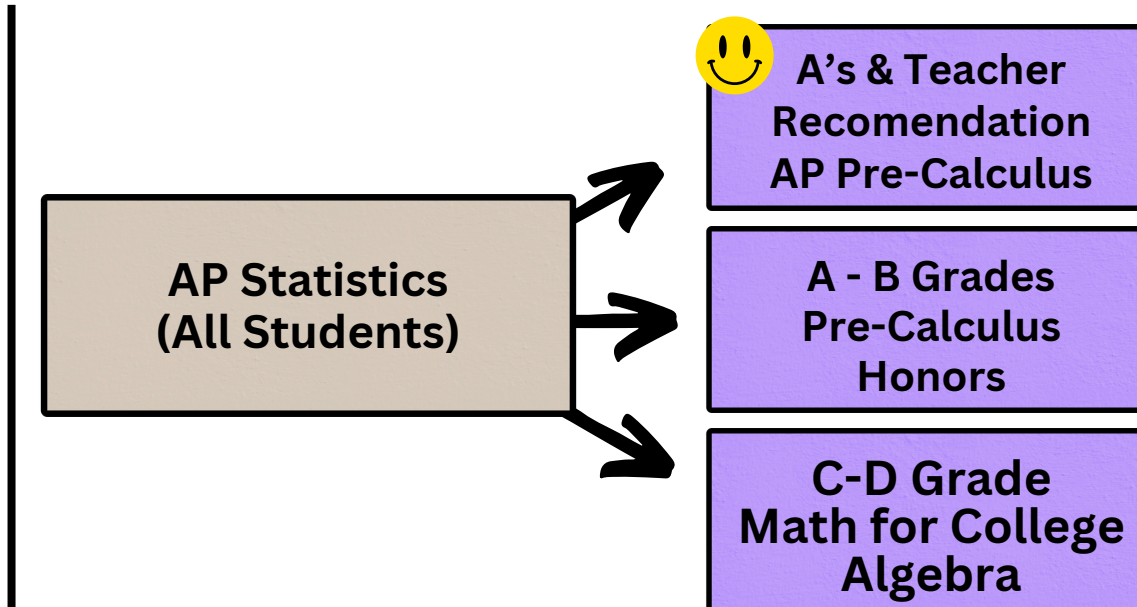 AP Statistics
(All Students)
A’s & Teacher
Recomendation
AP Pre-Calculus
A - B Grades
Pre-Calculus
Honors
C-D Grade
Math for College
Algebra